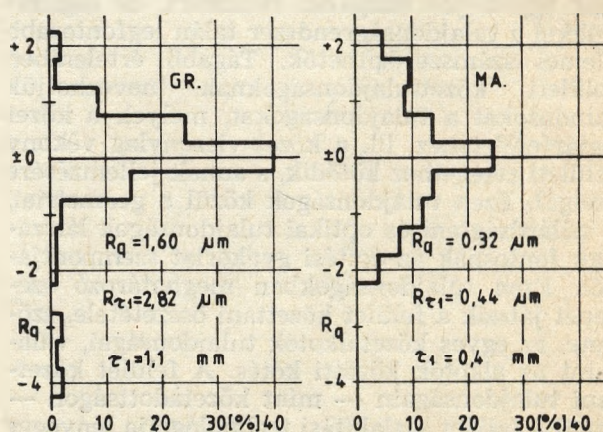 +2
GR.
±0
Rq = 1,60 μm
-2
Rτ1 = 2,82 μm
Rq
τ1 = 1,1 mm
-4
10 20 30[%]40
+2
MA.
±0
Rq = 0,32 μm
-2
Rτ1 = 0,44 μm
Rq
τ1 = 0,4 mm
-4
10 20 30[%]40